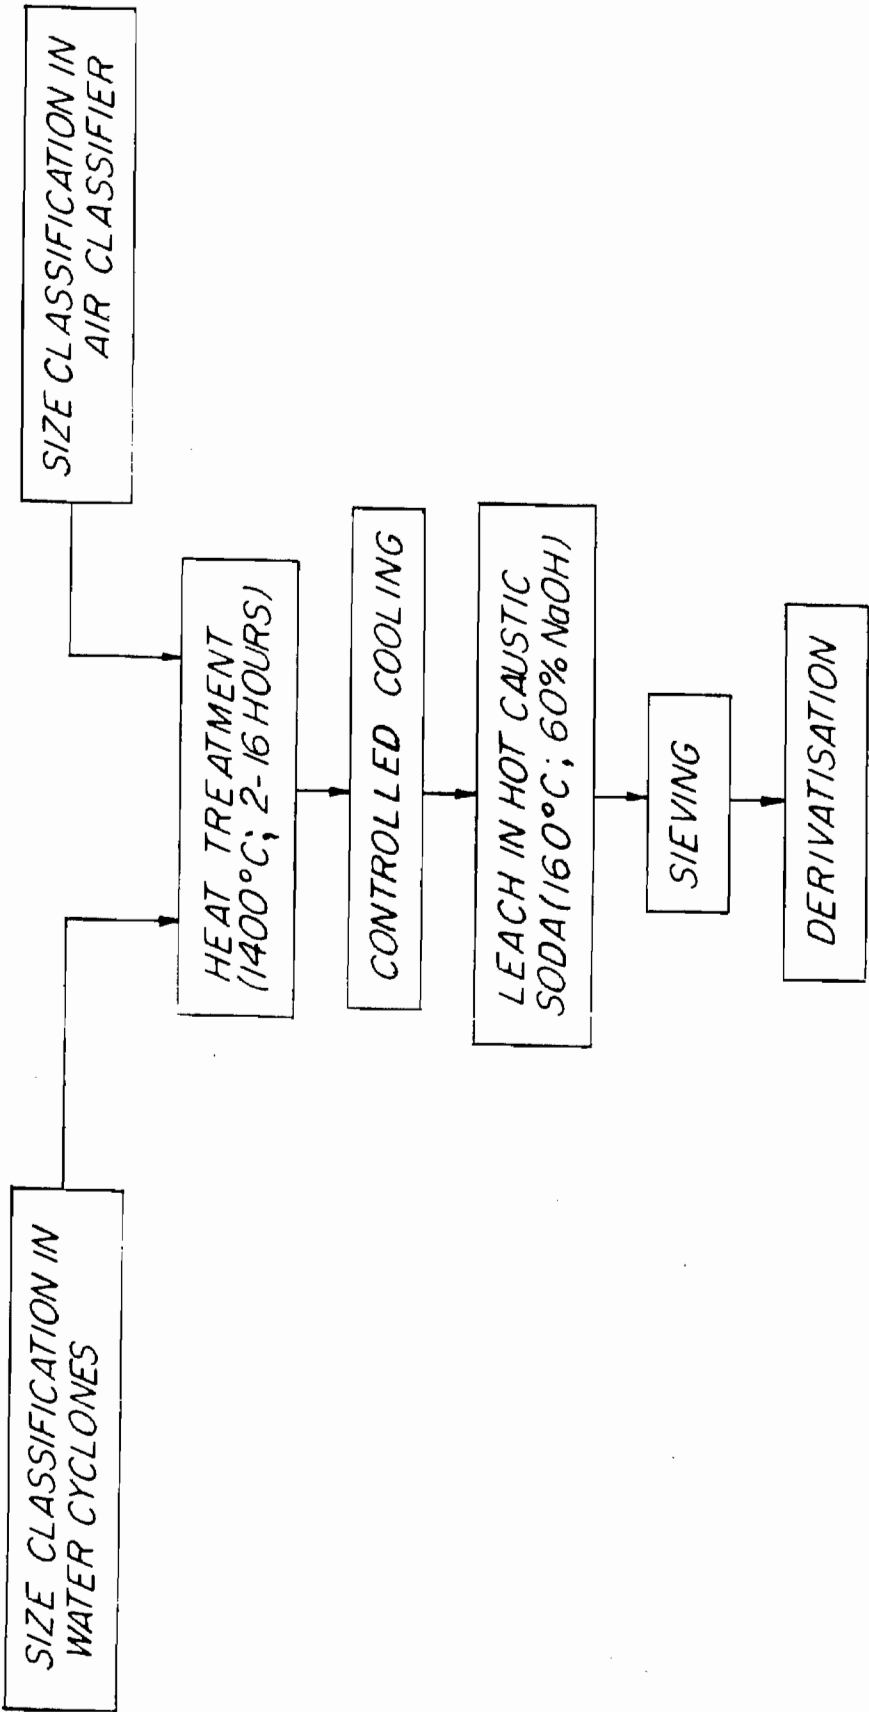 SIZE CLASSIFICATION IN
WATER CYCLONES
SIZE CLASSIFICATION IN
AIR CLASSIFIER
HEAT TREATMENT
(1400°C; 2-16 HOURS)
CONTROLLED COOLING
LEACH IN HOT CAUSTIC
SODA (160°C; 60% NaOH)
SIEVING
DERIVATISATION